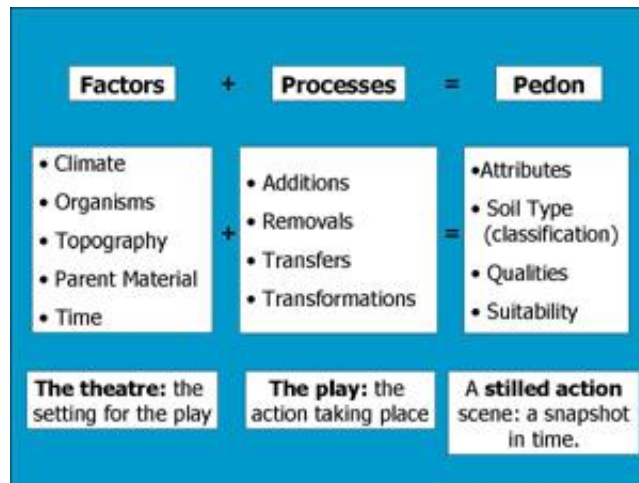 Factors + Processes = Pedon
• Climate
• Organisms
• Topography
• Parent Material
• Time
+
• Additions
• Removals
• Transfers
• Transformations
=
•Attributes
• Soil Type
(classification)
• Qualities
• Suitability
The theatre: the
setting for the play
The play: the
action taking place
A stilled action
scene: a snapshot
in time.